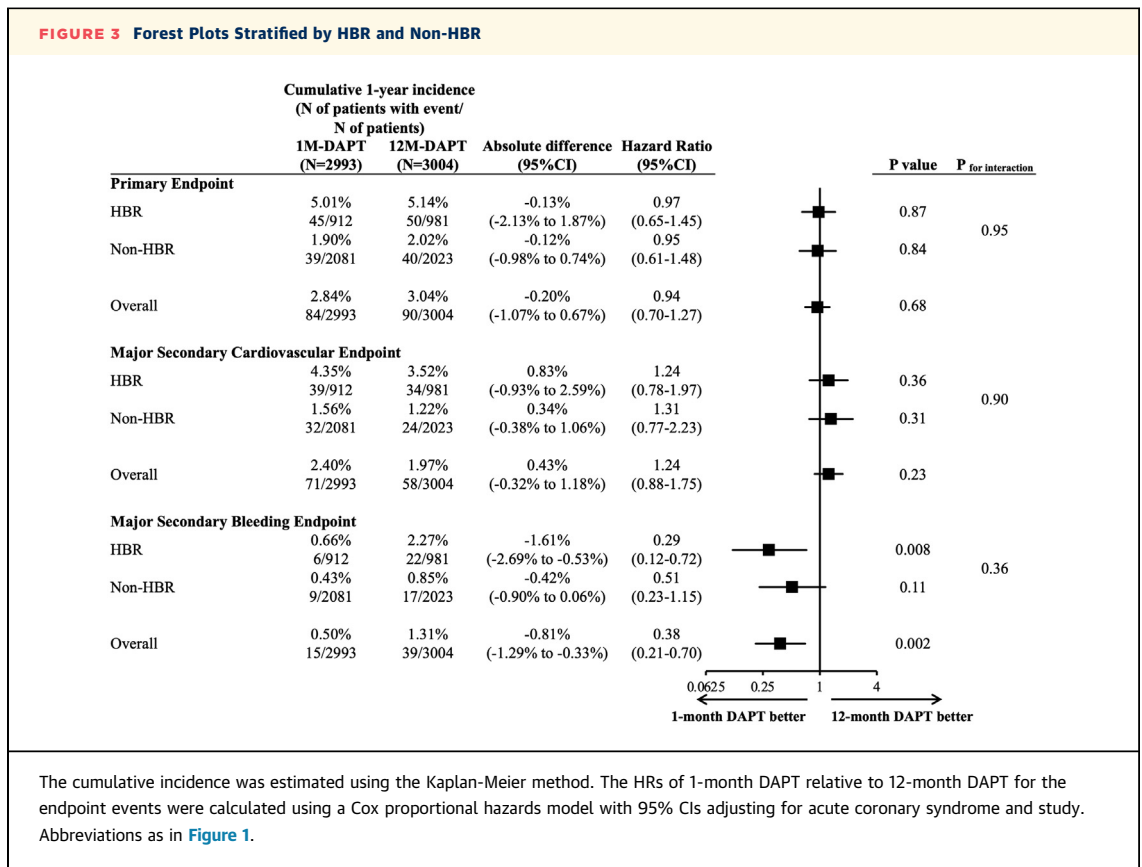 FIGURE 3 Forest Plots Stratified by HBR and Non-HBR
Cumulative 1-year incidence
(N of patients with event/
N of patients)
1M-DAPT 12M-DAPT Absolute difference Hazard Ratio
(N=2993) (N=3004) (95%CI) (95%CI) P value P for interaction
Primary Endpoint
HBR 5.01% 5.14% -0.13% 0.97 0.87
45/912 50/981 (-2.13% to 1.87%) (0.65-1.45)
0.95
Non-HBR 1.90% 2.02% -0.12% 0.95 0.84
39/2081 40/2023 (-0.98% to 0.74%) (0.61-1.48)
Overall 2.84% 3.04% -0.20% 0.94 0.68
84/2993 90/3004 (-1.07% to 0.67%) (0.70-1.27)
Major Secondary Cardiovascular Endpoint
HBR 4.35% 3.52% 0.83% 1.24 0.36
39/912 34/981 (-0.93% to 2.59%) (0.78-1.97)
0.90
Non-HBR 1.56% 1.22% 0.34% 1.31 0.31
32/2081 24/2023 (-0.38% to 1.06%) (0.77-2.23)
Overall 2.40% 1.97% 0.43% 1.24 0.23
71/2993 58/3004 (-0.32% to 1.18%) (0.88-1.75)
Major Secondary Bleeding Endpoint
HBR 0.66% 2.27% -1.61% 0.29 0.008
6/912 22/981 (-2.69% to -0.53%) (0.12-0.72)
0.36
Non-HBR 0.43% 0.85% -0.42% 0.51 0.11
9/2081 17/2023 (-0.90% to 0.06%) (0.23-1.15)
Overall 0.50% 1.31% -0.81% 0.38 0.002
15/2993 39/3004 (-1.29% to -0.33%) (0.21-0.70)
0.0625 0.25 1 4
1-month DAPT better 12-month DAPT better
The cumulative incidence was estimated using the Kaplan-Meier method. The HRs of 1-month DAPT relative to 12-month DAPT for the
endpoint events were calculated using a Cox proportional hazards model with 95% CIs adjusting for acute coronary syndrome and study.
Abbreviations as in Figure 1.